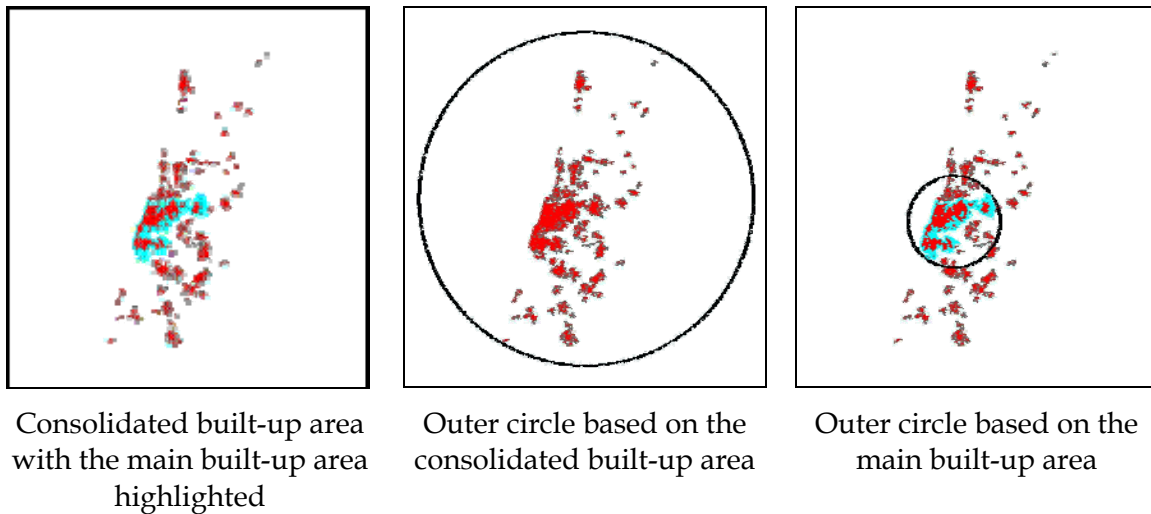 Consolidated built-up area
with the main built-up area
highlighted
Outer circle based on the
consolidated built-up area
Outer circle based on the
main built-up area